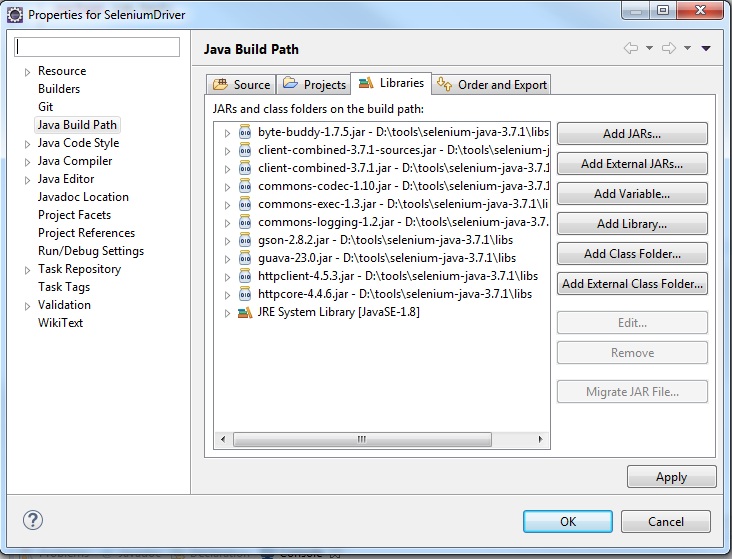 Properties for SeleniumDriver
Resource
Builders
Git
Java Build Path
Java Code Style
Java Compiler
Java Editor
Javadoc Location
Project Facets
Project References
Run/Debug Settings
Task Repository
Task Tags
Validation
WikiText
Java Build Path
Source
Projects
Libraries
Order and Export
JARs and class folders on the build path:
byte-buddy-1.7.5.jar - D:\tools\selenium-java-3.7.1\libs
client-combined-3.7.1-sources.jar - D:\tools\selenium-j
client-combined-3.7.1.jar - D:\tools\selenium-java-3.7.1
commons-codec-1.10.jar - D:\tools\selenium-java-3.7.1
commons-exec-1.3.jar - D:\tools\selenium-java-3.7.1\li
commons-logging-1.2.jar - D:\tools\selenium-java-3.7.
gson-2.8.2.jar - D:\tools\selenium-java-3.7.1\libs
guava-23.0.jar - D:\tools\selenium-java-3.7.1\libs
httpclient-4.5.3.jar - D:\tools\selenium-java-3.7.1\libs
httpcore-4.4.6.jar - D:\tools\selenium-java-3.7.1\libs
JRE System Library [JavaSE-1.8]
Add JARs...
Add External JARs...
Add Variable...
Add Library...
Add Class Folder...
Add External Class Folder...
Edit...
Remove
Migrate JAR File...
Apply
OK
Cancel